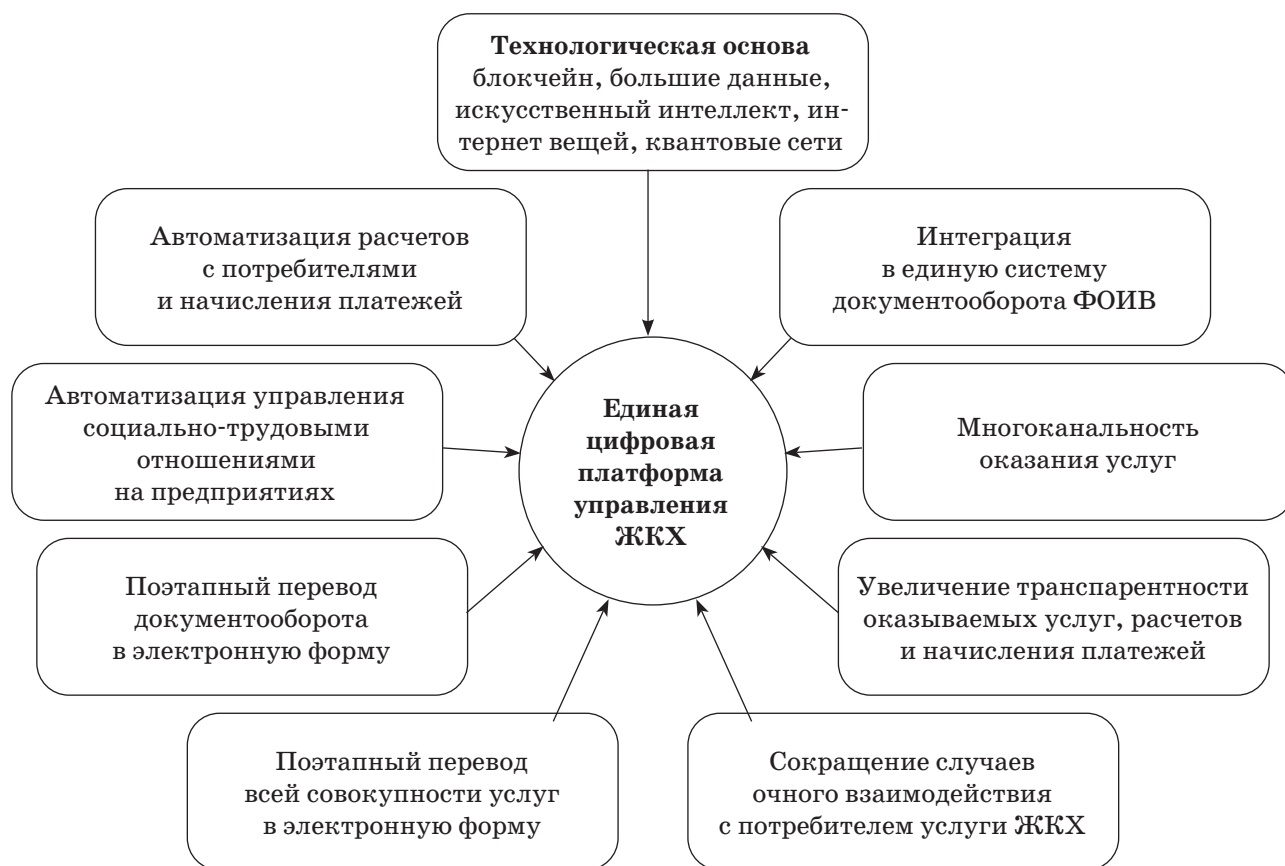 Технологическая основа
блокчейн, большие данные,
искусственный интеллект, ин-
тернет вещей, квантовые сети
Автоматизация расчетов
с потребителями
и начисления платежей
Интеграция
в единую систему
документооборота ФОИВ
Автоматизация управления
социально-трудовыми
отношениями
на предприятиях
Единая
цифровая
платформа
управления
ЖКХ
Многоканальность
оказания услуг
Поэтапный перевод
документооборота
в электронную форму
Увеличение транспарентности
оказываемых услуг, расчетов
и начисления платежей
Поэтапный перевод
всей совокупности услуг
в электронную форму
Сокращение случаев
очного взаимодействия
с потребителем услуги ЖКХ